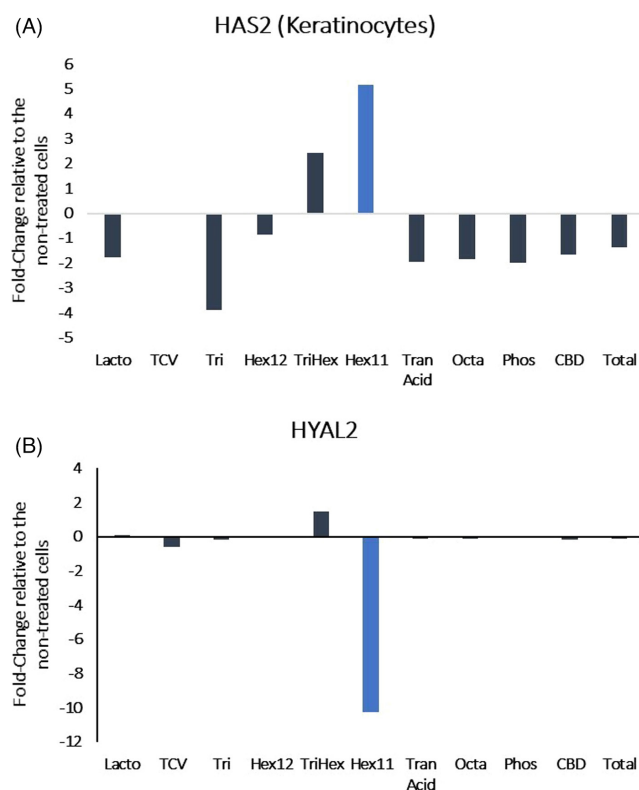 (A)
HAS2 (Keratinocytes)
Fold-Change relative to the
non-treated cells
6
5
4
3
2
1
0
-1
-2
-3
-4
-5
Lacto TCV Tri Hex12 TriHex Hex11 Tran Octa Phos CBD Total
Acid
(B)
HYAL2
Fold-Change relative to the
non-treated cells
4
2
0
-2
-4
-6
-8
-10
-12
Lacto TCV Tri Hex12 TriHex Hex11 Tran Octa Phos CBD Total
Acid